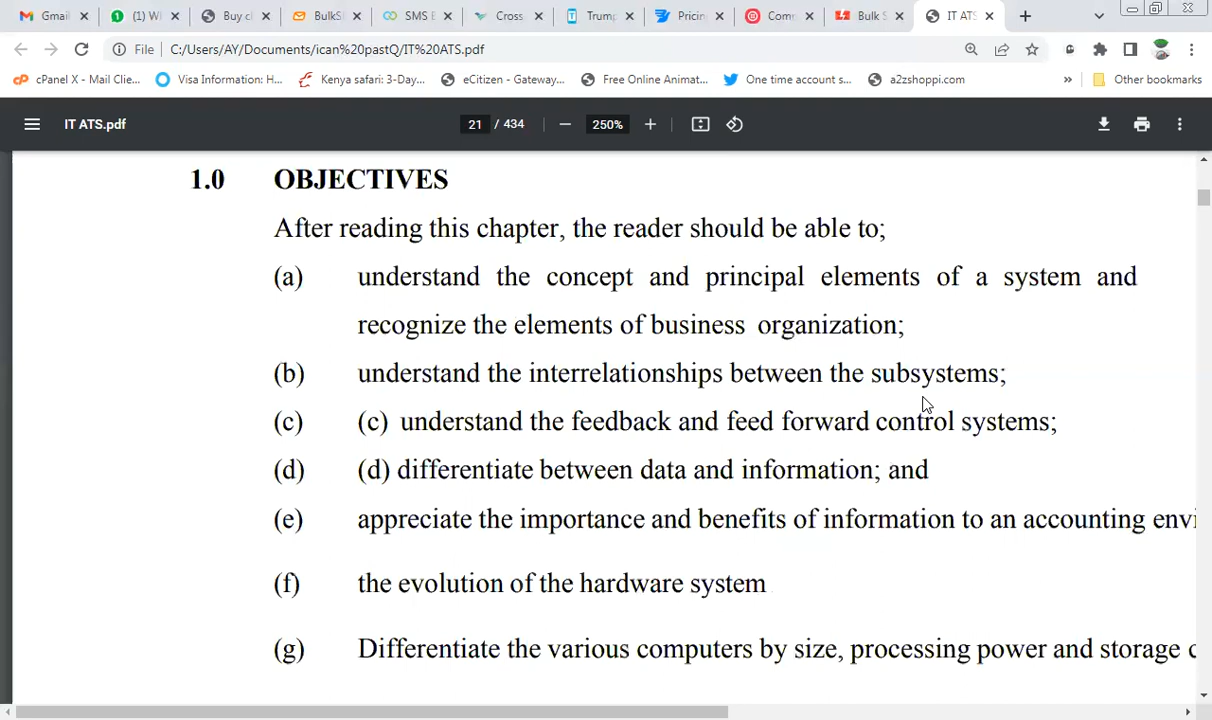 Gmail
(1) WI
Buy cl
BulkSI
SMS E
Cross
Trump
Pricin
Comm
Bulk S
IT ATS
File C:/Users/AY/Documents/ican%20pastQ/IT%20ATS.pdf
cPanel X - Mail Clie... Visa Information: H... Kenya safari: 3-Day... eCitizen - Gateway... Free Online Animat... One time account s... a2zshoppi.com » Other bookmarks
IT ATS.pdf 21 / 434 — 250% +
1.0 OBJECTIVES
After reading this chapter, the reader should be able to;
(a) understand the concept and principal elements of a system and
recognize the elements of business organization;
(b) understand the interrelationships between the subsystems;
(c) (c) understand the feedback and feed forward control systems;
(d) (d) differentiate between data and information; and
(e) appreciate the importance and benefits of information to an accounting envi
(f) the evolution of the hardware system
(g) Differentiate the various computers by size, processing power and storage c